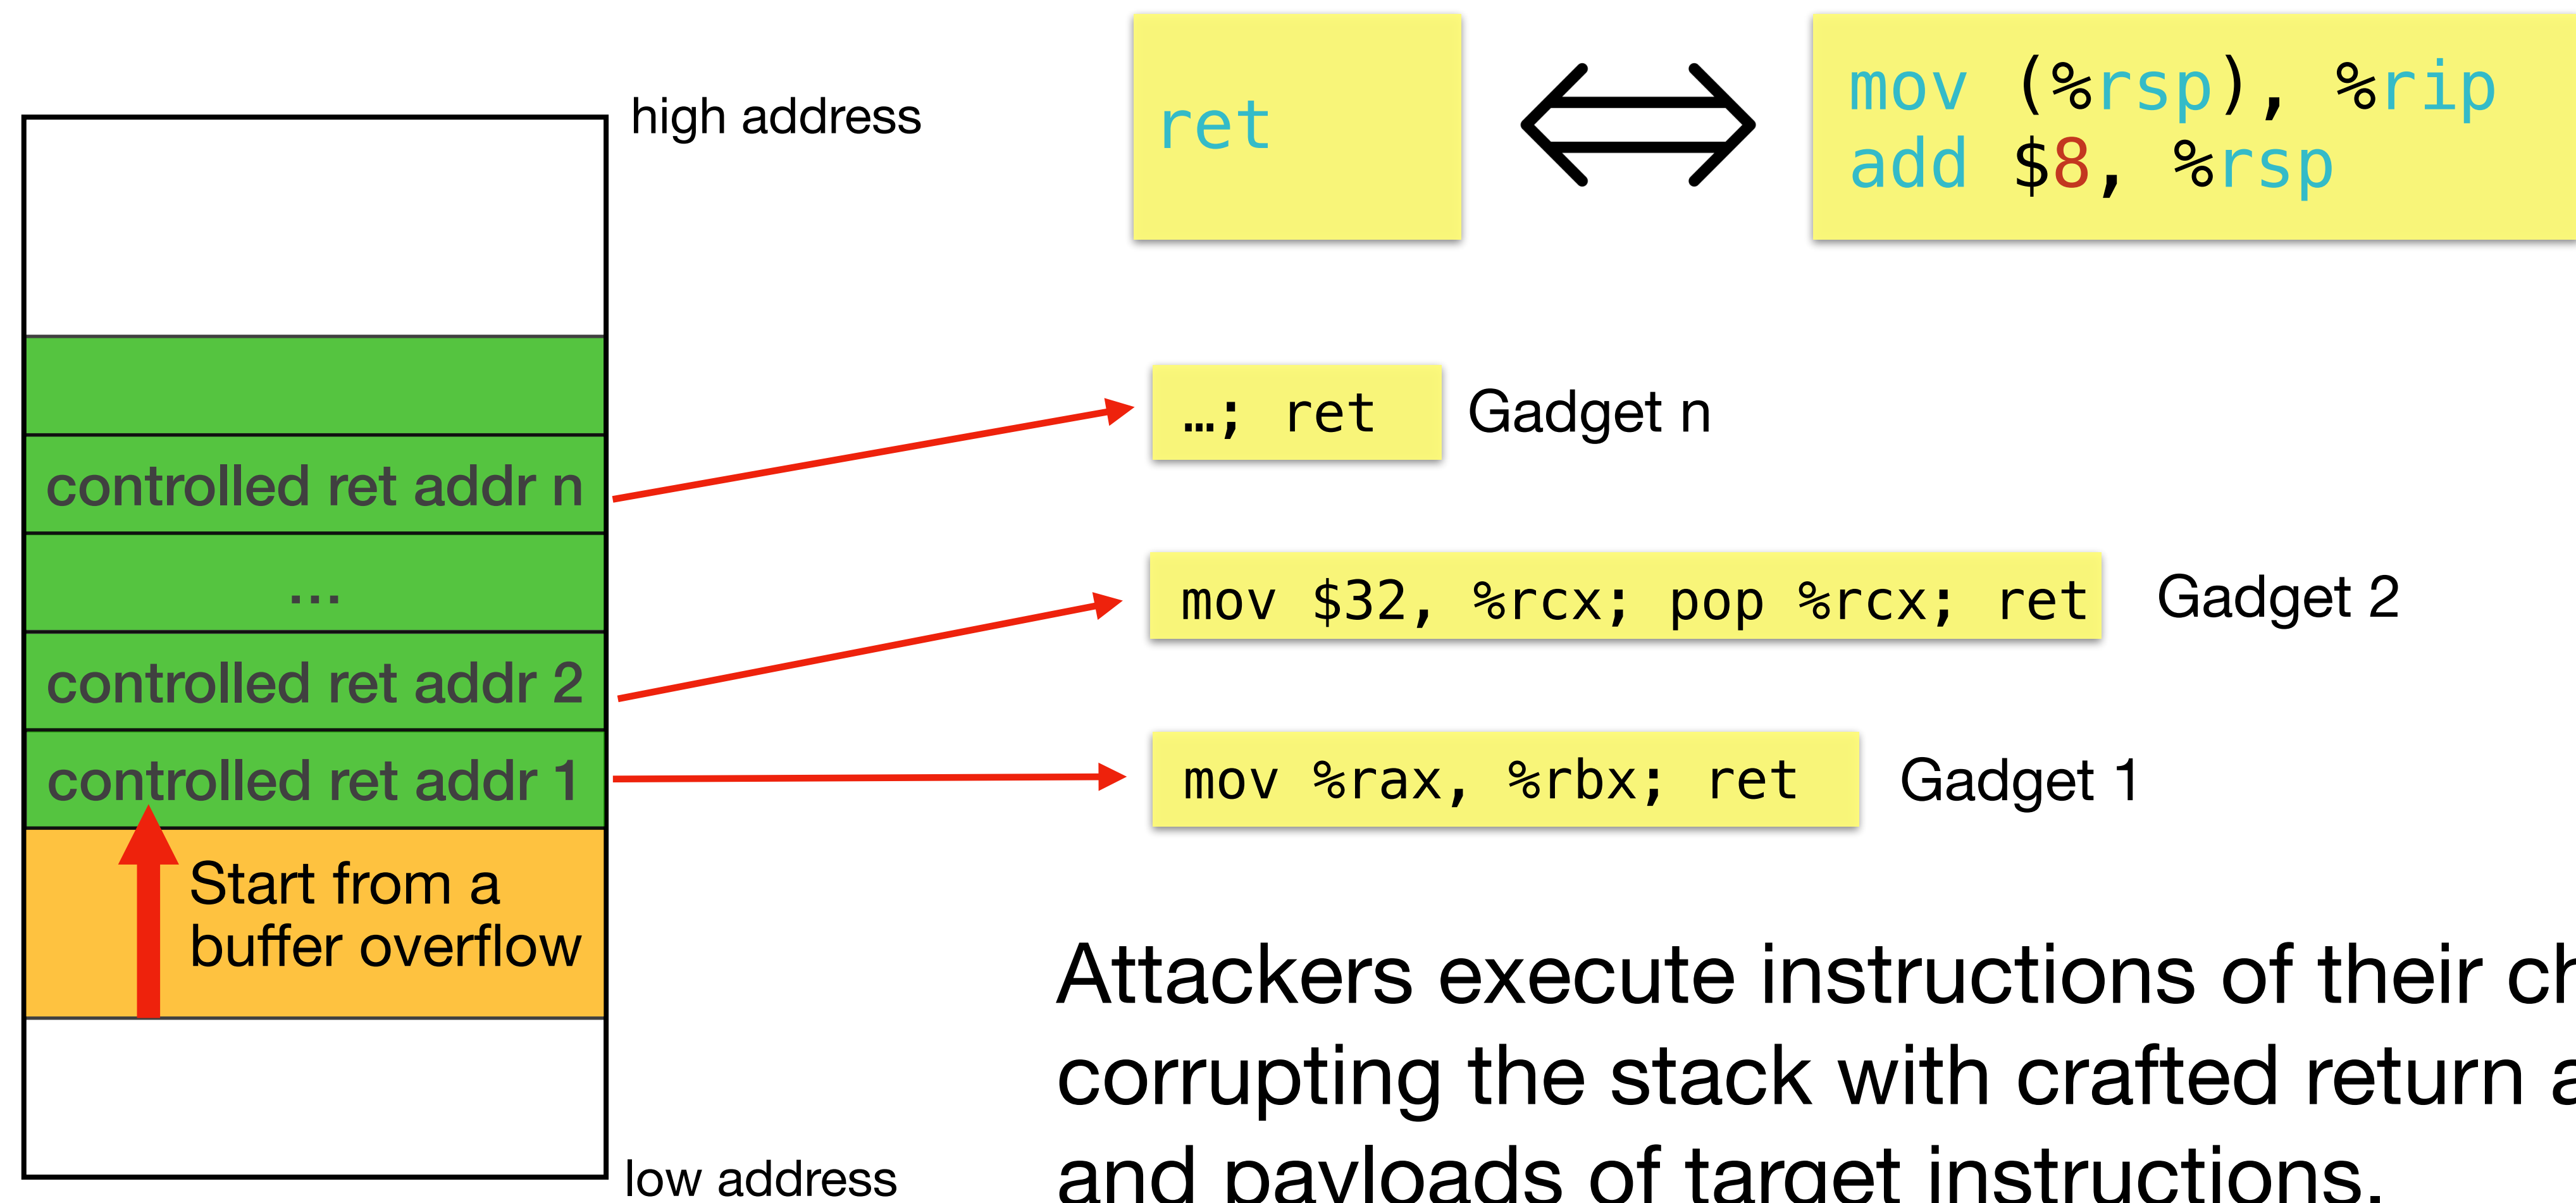 high address
ret
mov (%rsp), %rip
add $8, %rsp
…; ret
Gadget n
controlled ret addr n
...
mov $32, %rcx; pop %rcx; ret
Gadget 2
controlled ret addr 2
controlled ret addr 1
mov %rax, %rbx; ret
Gadget 1
Start from a
buffer overflow
Attackers execute instructions of their
corrupting the stack with crafted return
and payloads of target instructions.
low address